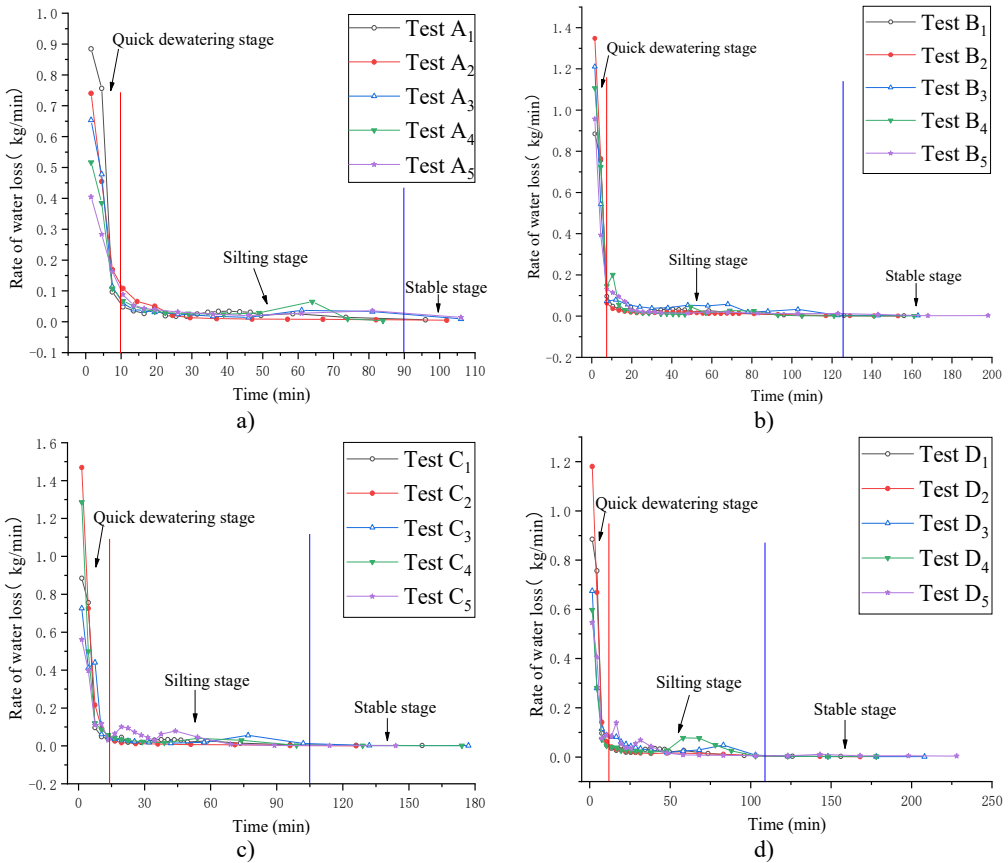 a)
Rate of water loss( kg/min)
1.0
0.9
0.8
0.7
0.6
0.5
0.4
0.3
0.2
0.1
0.0
-0.1
Quick dewatering stage
Test A1
Test A2
Test A3
Test A4
Test A5
Silting stage
Stable stage
0 10 20 30 40 50 60 70 80 90 100 110
Time (min)
a)
b)
Rate of water loss( kg/min)
1.4
1.2
1.0
0.8
0.6
0.4
0.2
0.0
-0.2
Quick dewatering stage
Test B1
Test B2
Test B3
Test B4
Test B5
Silting stage
Stable stage
0 20 40 60 80 100 120 140 160 180 200
Time (min)
b)
Rate of water loss( kg/min)
1.6
1.4
1.2
1.0
0.8
0.6
0.4
0.2
0.0
-0.2
Quick dewatering stage
Test C1
Test C2
Test C3
Test C4
Test C5
Silting stage
Stable stage
0 30 60 90 120 150 180
Time (min)
c)
Rate of water loss( kg/min)
1.2
1.0
0.8
0.6
0.4
0.2
0.0
Quick dewatering stage
Test D1
Test D2
Test D3
Test D4
Test D5
Silting stage
Stable stage
0 50 100 150 200 250
Time (min)
d)